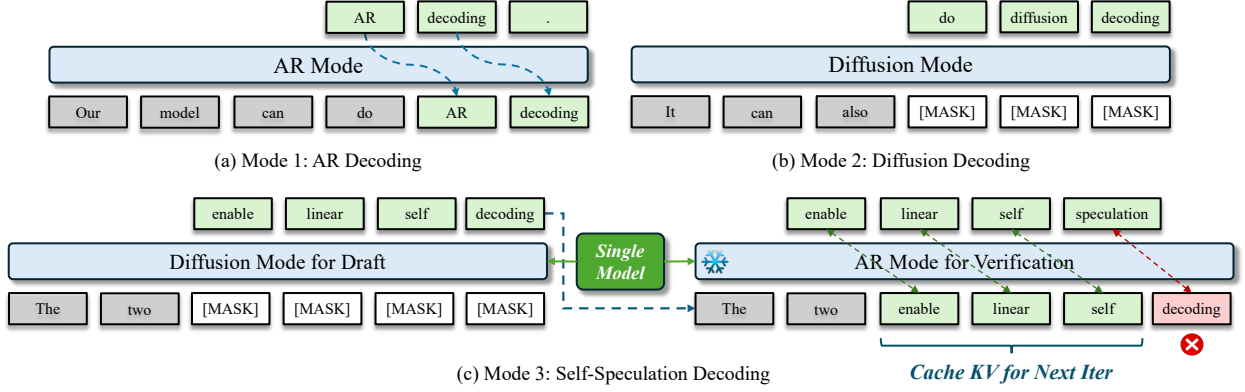 AR decoding .
do diffusion decoding
AR Mode
Diffusion Mode
Our model can do AR decoding
It can also [MASK] [MASK] [MASK]
(a) Mode 1: AR Decoding
(b) Mode 2: Diffusion Decoding
enable linear self decoding
enable linear self speculation
Diffusion Mode for Draft
Single
Model
AR Mode for Verification
The two [MASK] [MASK] [MASK] [MASK]
The two enable linear self decoding
Cache KV for Next Iter
(c) Mode 3: Self-Speculation Decoding